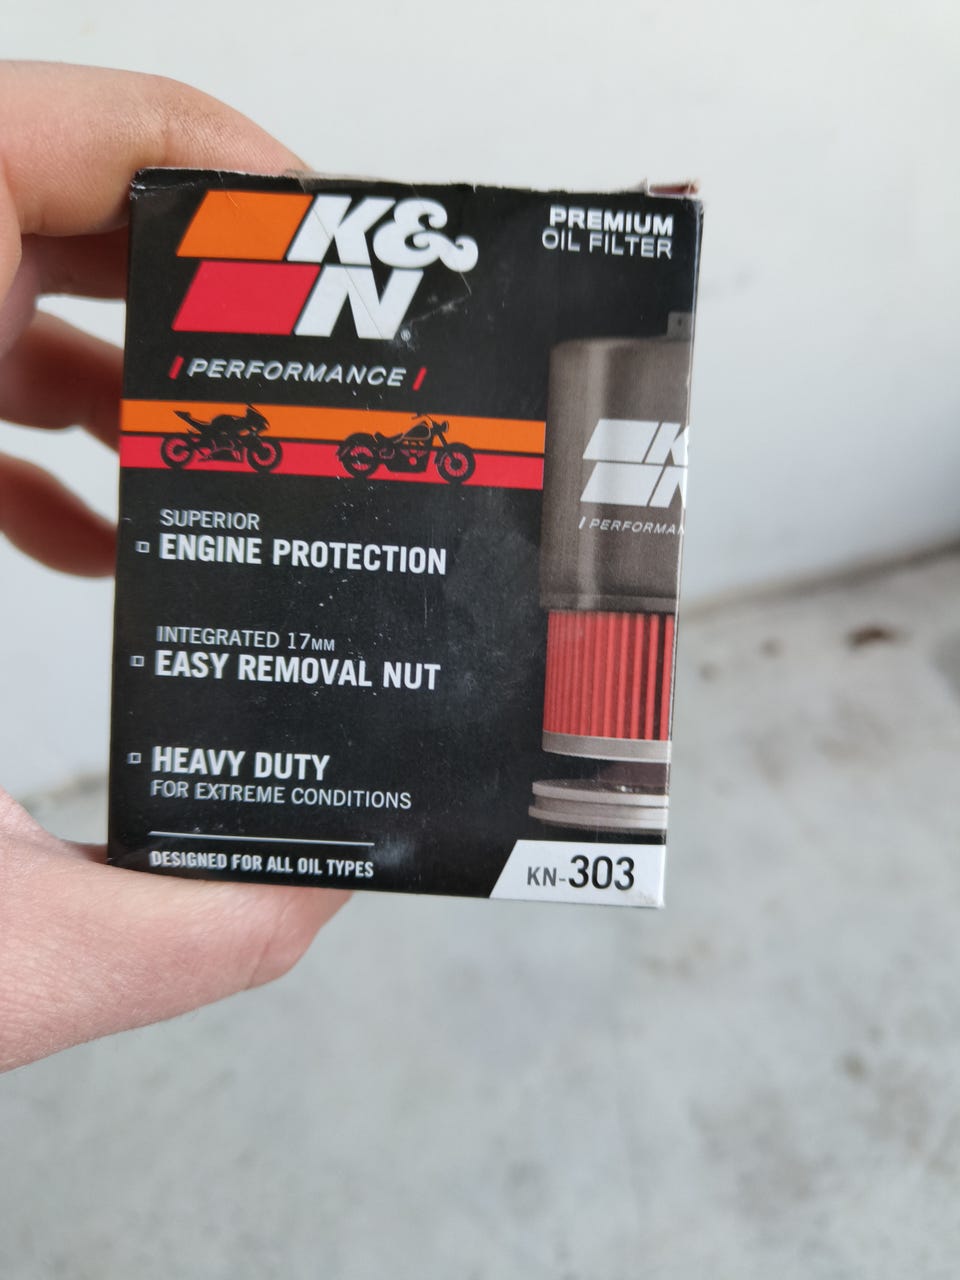 K&N®
PREMIUM
OIL FILTER
PERFORMANCE
K
N
PERFORMAN
SUPERIOR
ENGINE PROTECTION
INTEGRATED 17MM
EASY REMOVAL NUT
HEAVY DUTY
FOR EXTREME CONDITIONS
DESIGNED FOR ALL OIL TYPES
KN-303